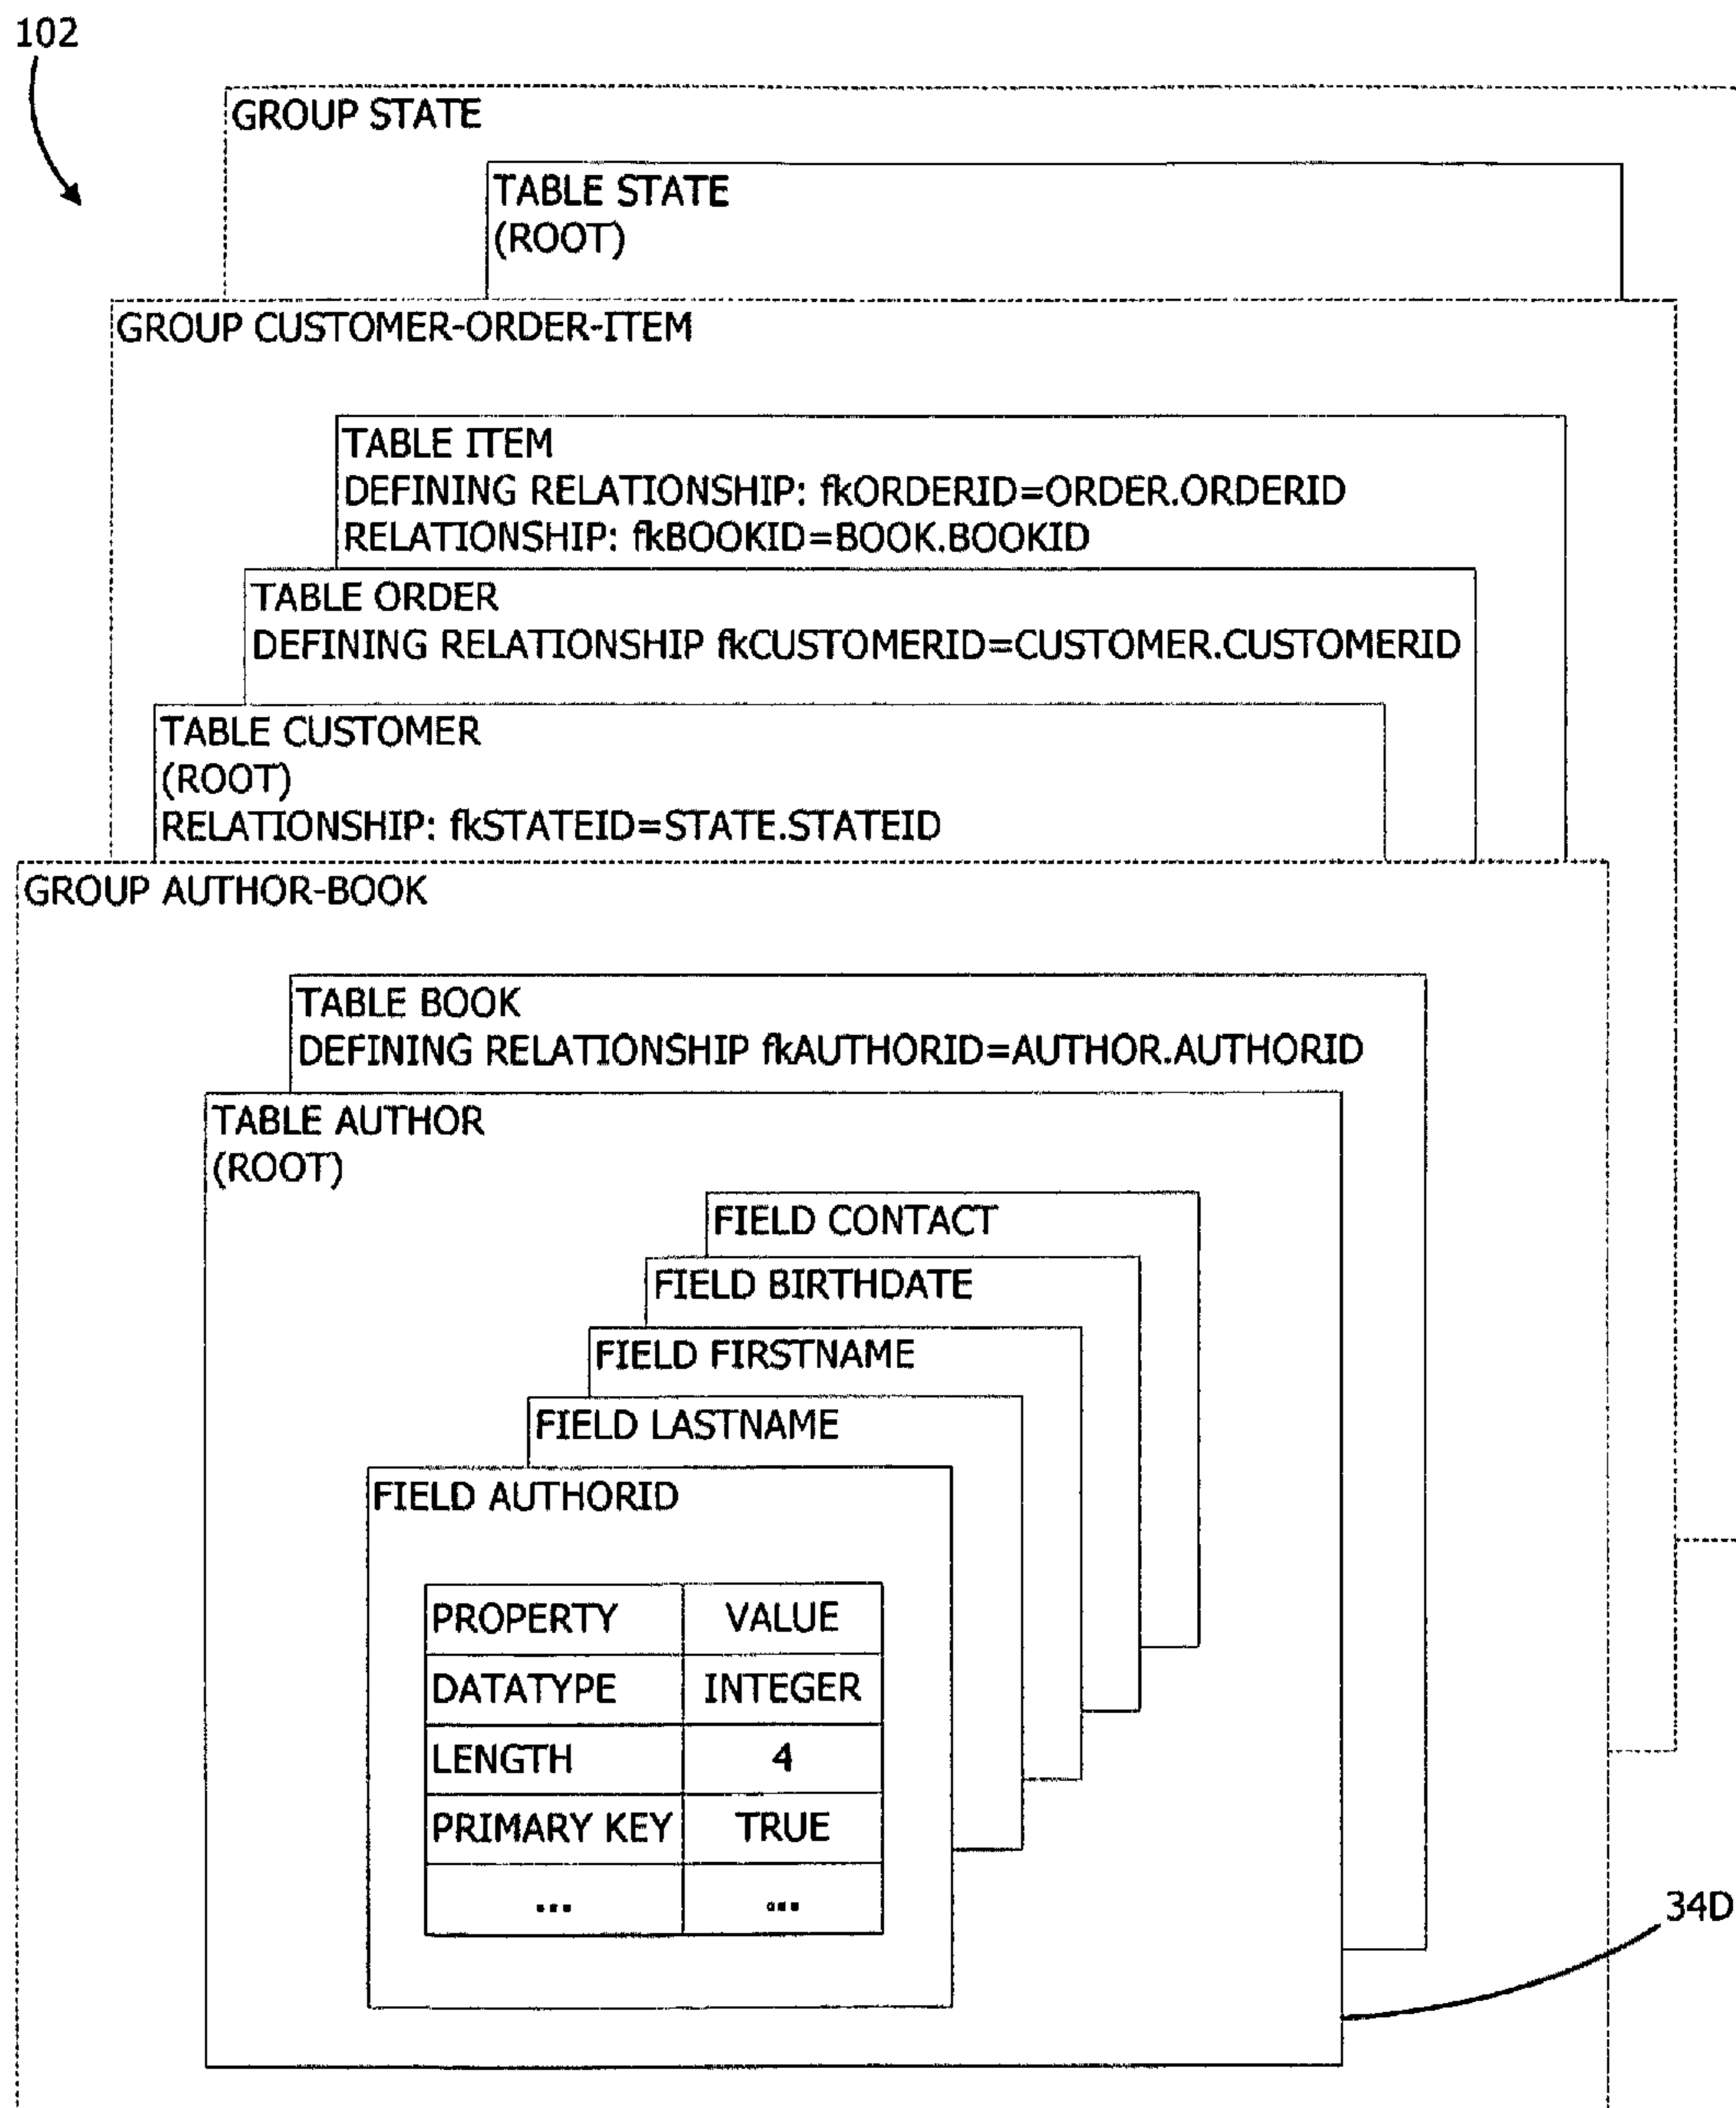 102
GROUP STATE
TABLE STATE
(ROOT)
GROUP CUSTOMER-ORDER-ITEM
TABLE ITEM
DEFINING RELATIONSHIP: fkORDERID=ORDER.ORDERID
RELATIONSHIP: fkBOOKID=BOOK.BOOKID
TABLE ORDER
DEFINING RELATIONSHIP fkCUSTOMERID=CUSTOMER.CUSTOMERID
TABLE CUSTOMER
(ROOT)
RELATIONSHIP: fkSTATEID=STATE.STATEID
GROUP AUTHOR-BOOK
TABLE BOOK
DEFINING RELATIONSHIP fkAUTHORID=AUTHOR.AUTHORID
TABLE AUTHOR
(ROOT)
FIELD CONTACT
FIELD BIRTHDATE
FIELD FIRSTNAME
FIELD LASTNAME
FIELD AUTHORID
PROPERTY VALUE
DATATYPE INTEGER
LENGTH 4
PRIMARY KEY TRUE
... ...
34D